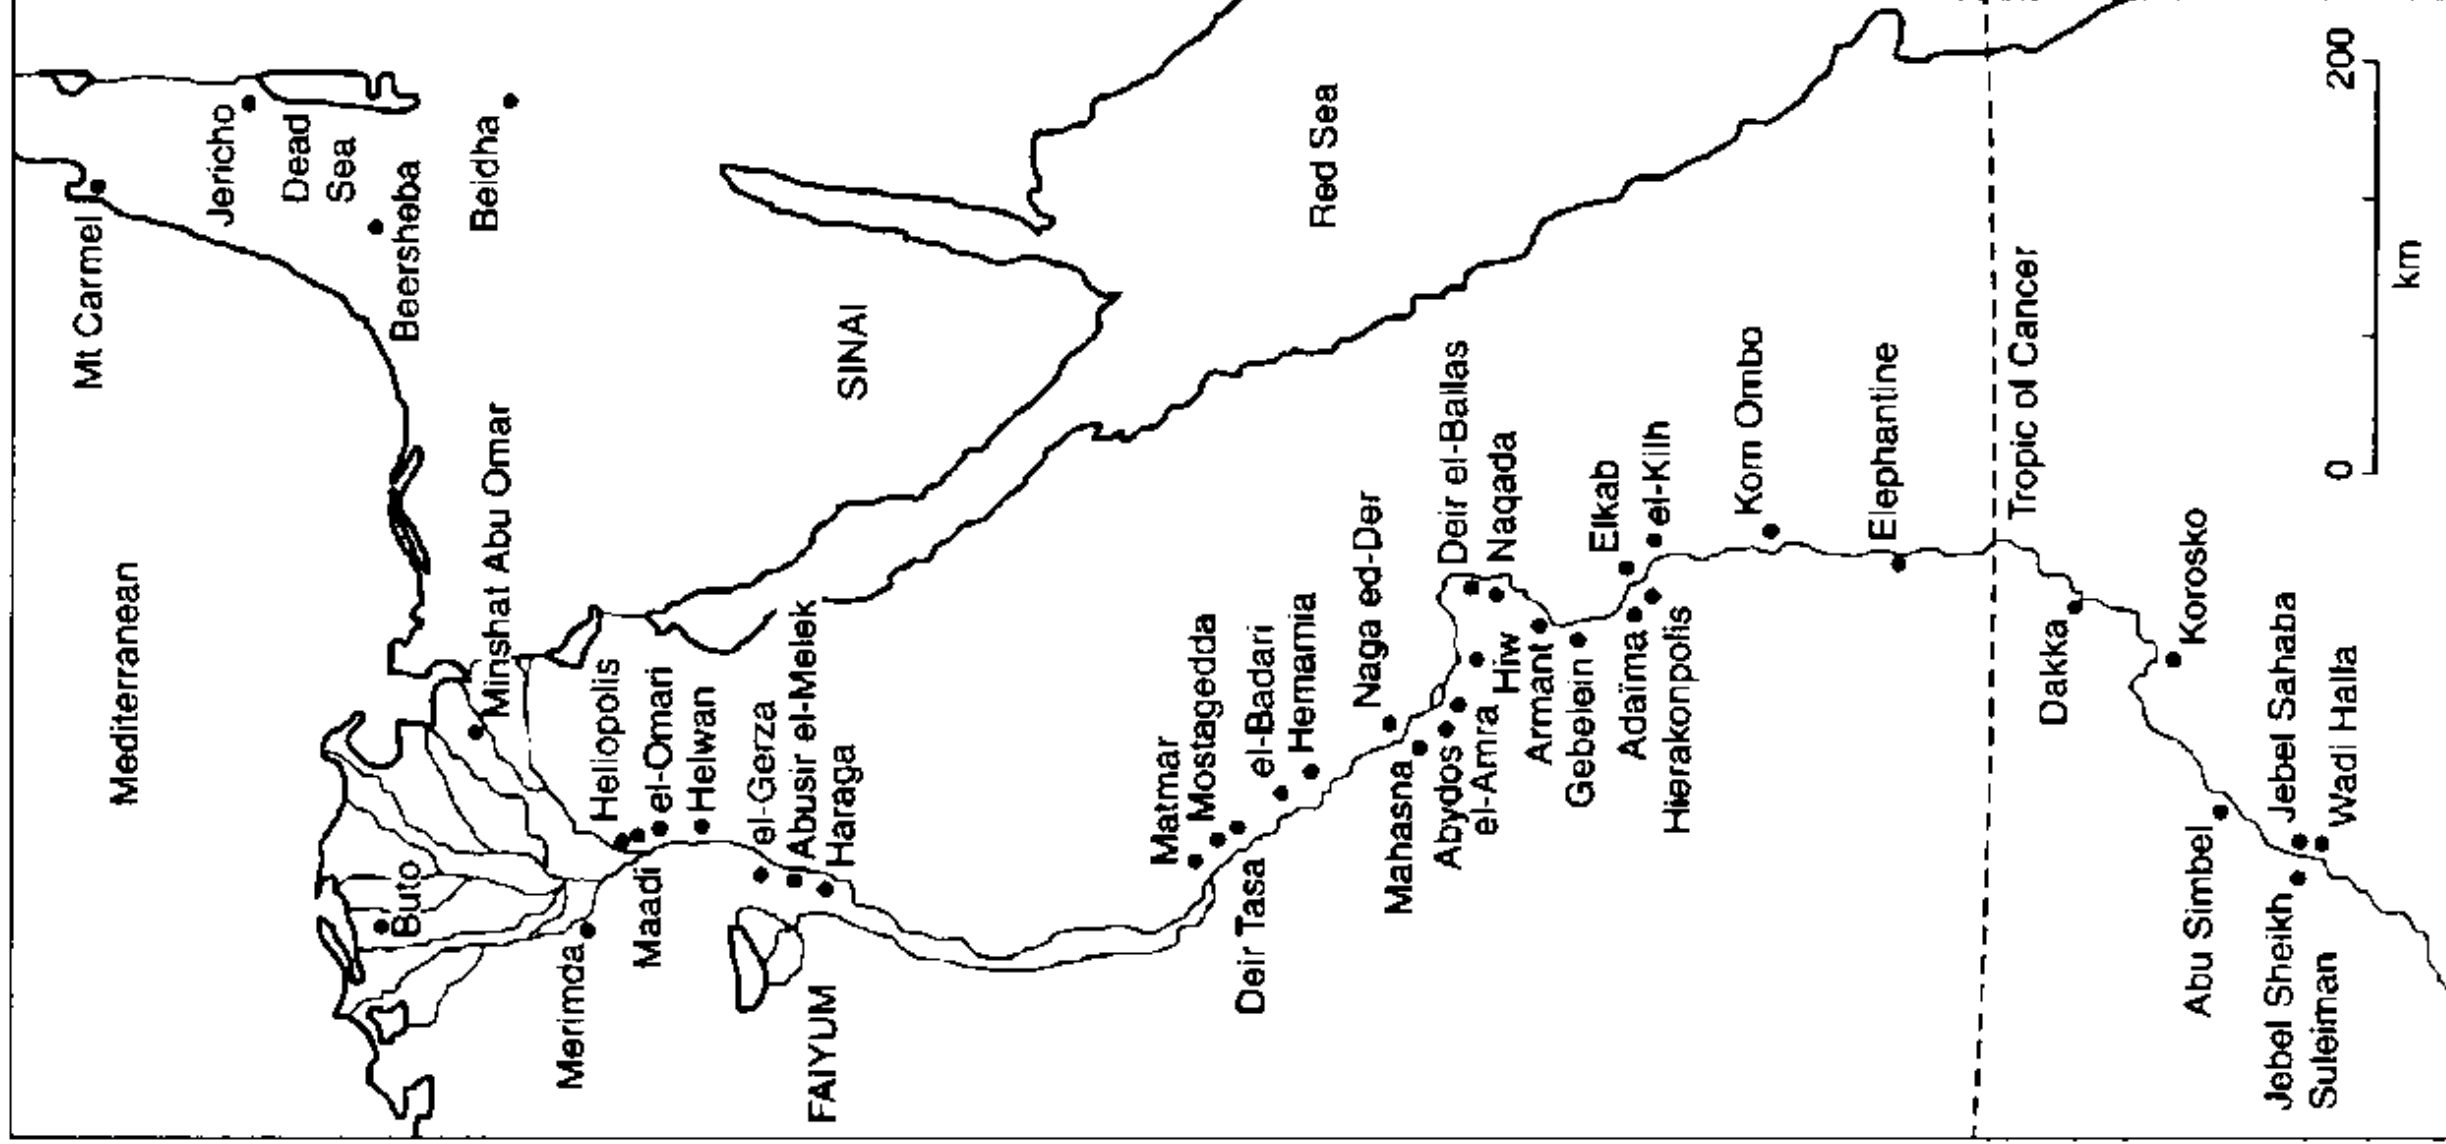 Mediterranean
Mt Carmel
Jericho
Dead
Sea
Beersheba
Beidha
Minshat Abu Omar
Buto
SINAI
Merimda
Heliopolis
Maadi
el-Omari
Helwan
el-Gerza
Abusir el-Melek
Haraga
FAIYUM
Red Sea
Matmar
Mostagedda
Deir Tasa
el-Badari
Hemamia
Naga ed-Der
Mahasna
Abydos
el-Amra
Hiw
Deir el-Ballas
Naqada
Armant
Gebelein
Adaïma
Hierakonpolis
Elkab
el-Kilh
Kom Ombo
Elephantine
Tropic of Cancer
Dakka
Korosko
Abu Simbel
Jebel Sahaba
Wadi Halfa
Jebel Sheikh
Suleiman
0
200
km